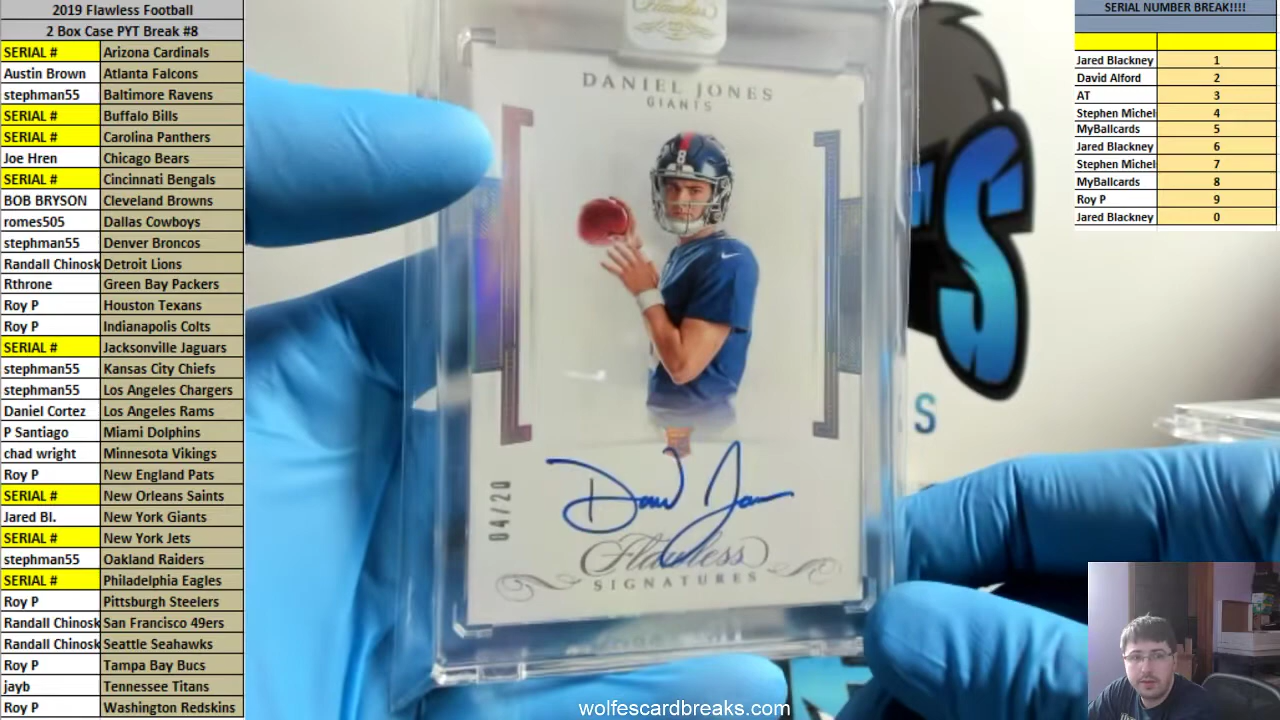 2019 Flawless Football
2 Box Case PYT Break #8
SERIAL # Arizona Cardinals
Austin Brown Atlanta Falcons
stephman55 Baltimore Ravens
SERIAL # Buffalo Bills
SERIAL # Carolina Panthers
Joe Hren Chicago Bears
SERIAL # Cincinnati Bengals
BOB BRYSON Cleveland Browns
romes505 Dallas Cowboys
stephman55 Denver Broncos
Randall Chinosk Detroit Lions
Rthrone Green Bay Packers
Roy P Houston Texans
Roy P Indianapolis Colts
SERIAL # Jacksonville Jaguars
stephman55 Kansas City Chiefs
stephman55 Los Angeles Chargers
Daniel Cortez Los Angeles Rams
P Santiago Miami Dolphins
chad wright Minnesota Vikings
Roy P New England Pats
SERIAL # New Orleans Saints
Jared Bl. New York Giants
SERIAL # New York Jets
stephman55 Oakland Raiders
SERIAL # Philadelphia Eagles
Roy P Pittsburgh Steelers
Randall Chinosk San Francisco 49ers
Randall Chinosk Seattle Seahawks
Roy P Tampa Bay Bucs
jayb Tennessee Titans
Roy P Washington Redskins
Flawless
DANIEL JONES
GIANTS
8
04/20
Flawless
SIGNATURES
'S
S
wolfescardbreaks.com
SERIAL NUMBER BREAK!!!!
Jared Blackney 1
David Alford 2
AT 3
Stephen Michel 4
MyBallcards 5
Jared Blackney 6
Stephen Michel 7
MyBallcards 8
Roy P 9
Jared Blackney 0